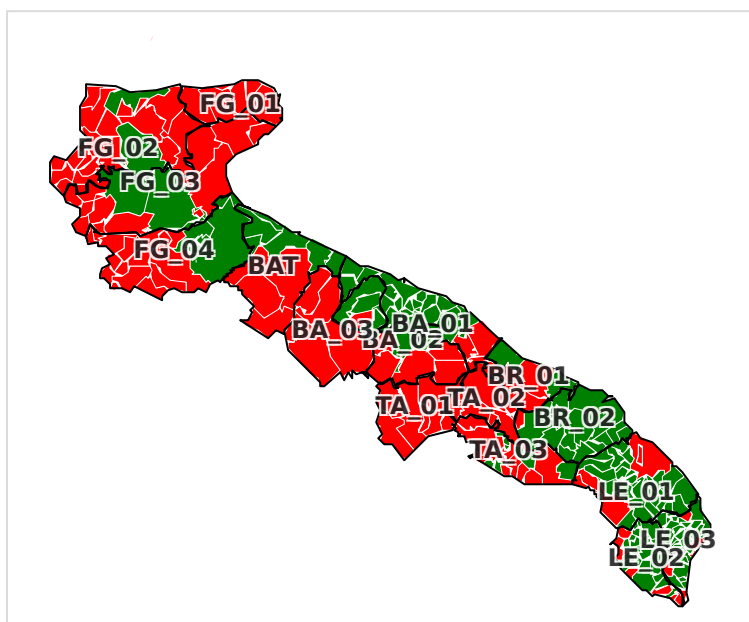 FG_01
FG_02
FG_03
FG_04
BAT
BA_01
BA_03
BA_02
BR_01
TA_02
TA_01
BR_02
TA_03
LE_01
LE_03
LE_02